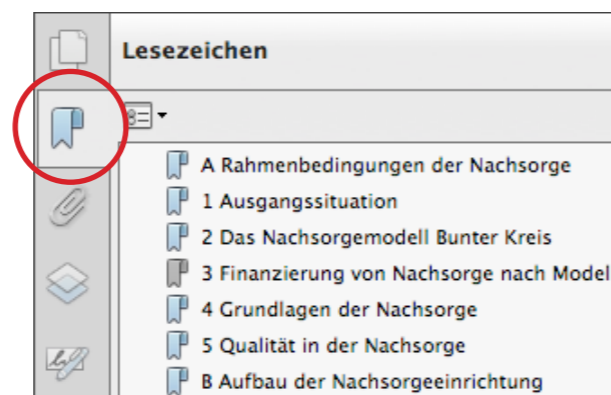 Lesezeichen
A Rahmenbedingungen der Nachsorge
1 Ausgangssituation
2 Das Nachsorgemodell Bunter Kreis
3 Finanzierung von Nachsorge nach Model
4 Grundlagen der Nachsorge
5 Qualität in der Nachsorge
B Aufbau der Nachsorgeeinrichtung